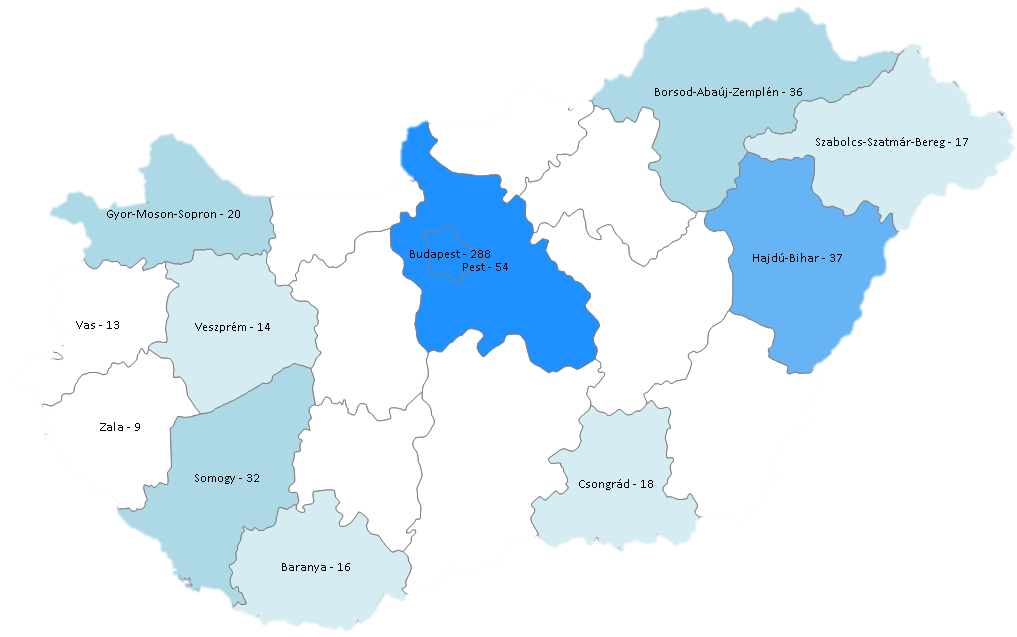 Borsod-Abaúj-Zemplén - 36
Szabolcs-Szatmár-Bereg - 17
Gyor-Moson-Sopron - 20
Budapest - 288
Pest - 54
Hajdú-Bihar - 37
Vas - 13
Veszprém - 14
Zala - 9
Somogy - 32
Csongrád - 18
Baranya - 16